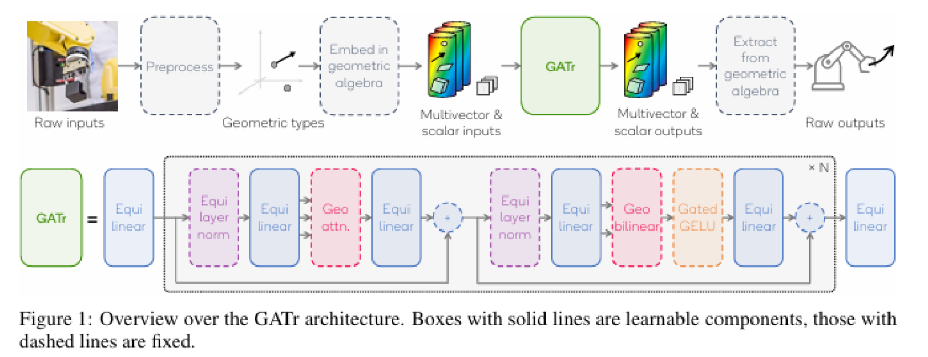 Preprocess
Embed in
geometric
algebra
GATr
Extract
from
geometric
algebra
Raw inputs
Geometric types
Multivector &
scalar inputs
Multivector &
scalar outputs
Raw outputs
GATr
=
Equi
linear
Equi
layer
norm
Equi
linear
Geo
attn.
Equi
linear
+
Equi
layer
norm
Equi
linear
Geo
bilinear
Gated
GELU
Equi
linear
+
× N
Equi
linear
Figure 1: Overview over the GATr architecture. Boxes with solid lines are learnable components, those with
dashed lines are fixed.